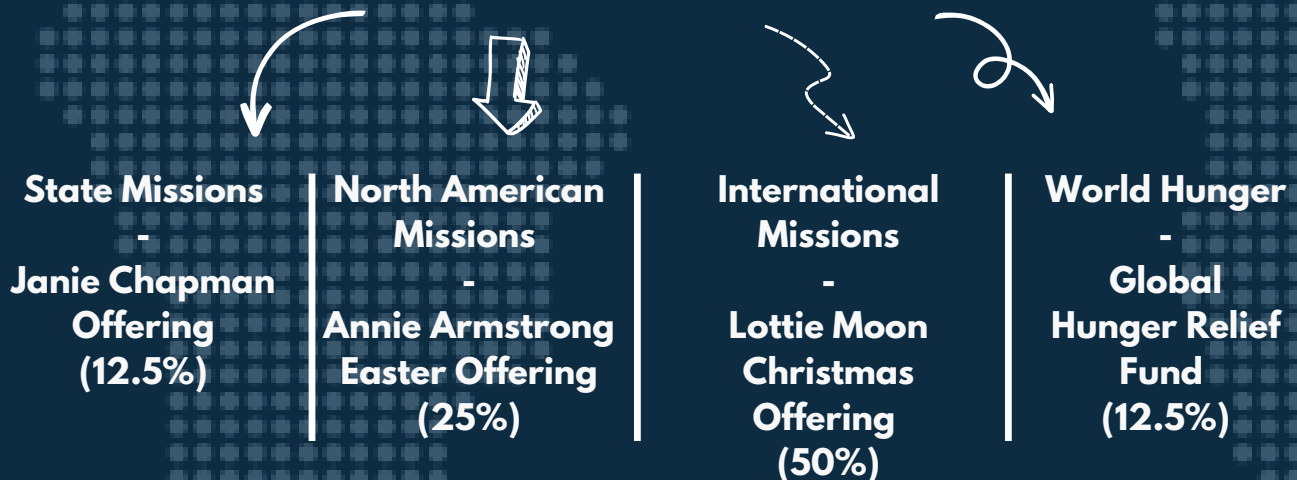 State Missions
-
Janie Chapman
Offering
(12.5%)
North American
Missions
-
Annie Armstrong
Easter Offering
(25%)
International
Missions
-
Lottie Moon
Christmas
Offering
(50%)
World Hunger
-
Global
Hunger Relief
Fund
(12.5%)